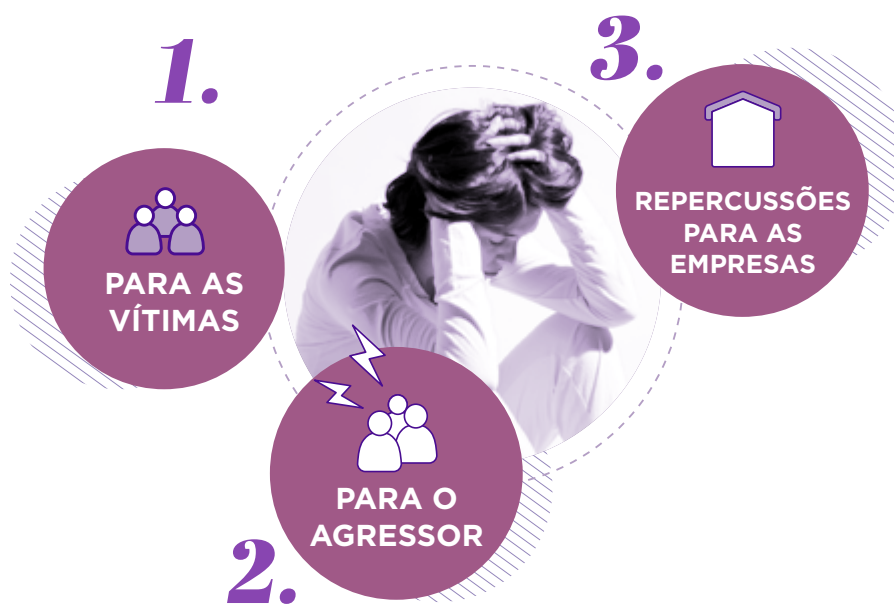 1.
PARA AS
VÍTIMAS
2.
PARA O
AGRESSOR
3.
REPERCUSSÕES
PARA AS
EMPRESAS